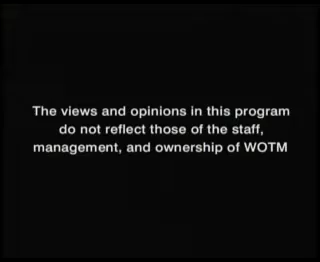 The views and opinions in this program
do not reflect those of the staff,
management, and ownership of WOTM